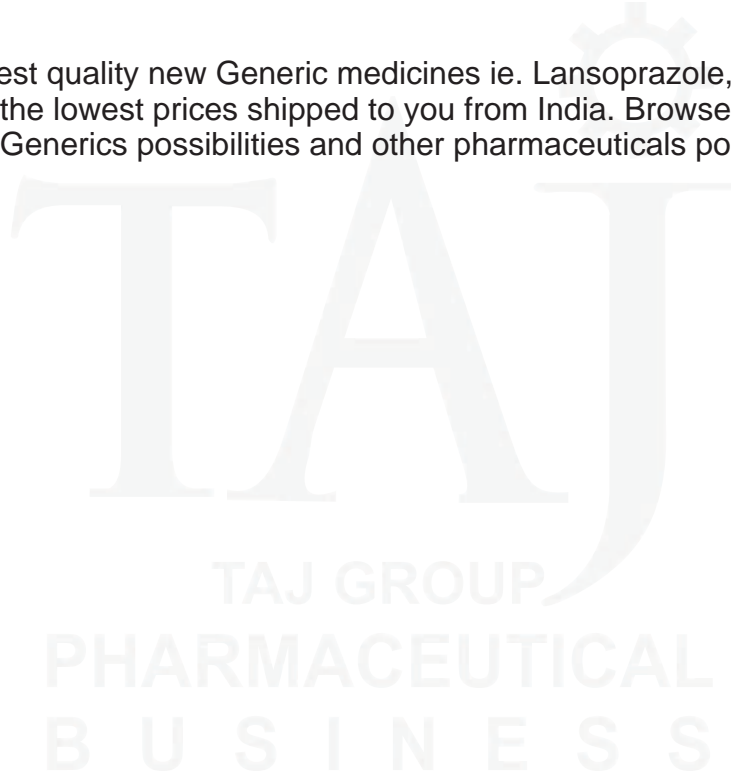 est quality new Generic medicines ie. Lansoprazole,
the lowest prices shipped to you from India. Browse
Generics possibilities and other pharmaceuticals po
TAJ
TAJ GROUP
PHARMACEUTICAL
BUSINESS